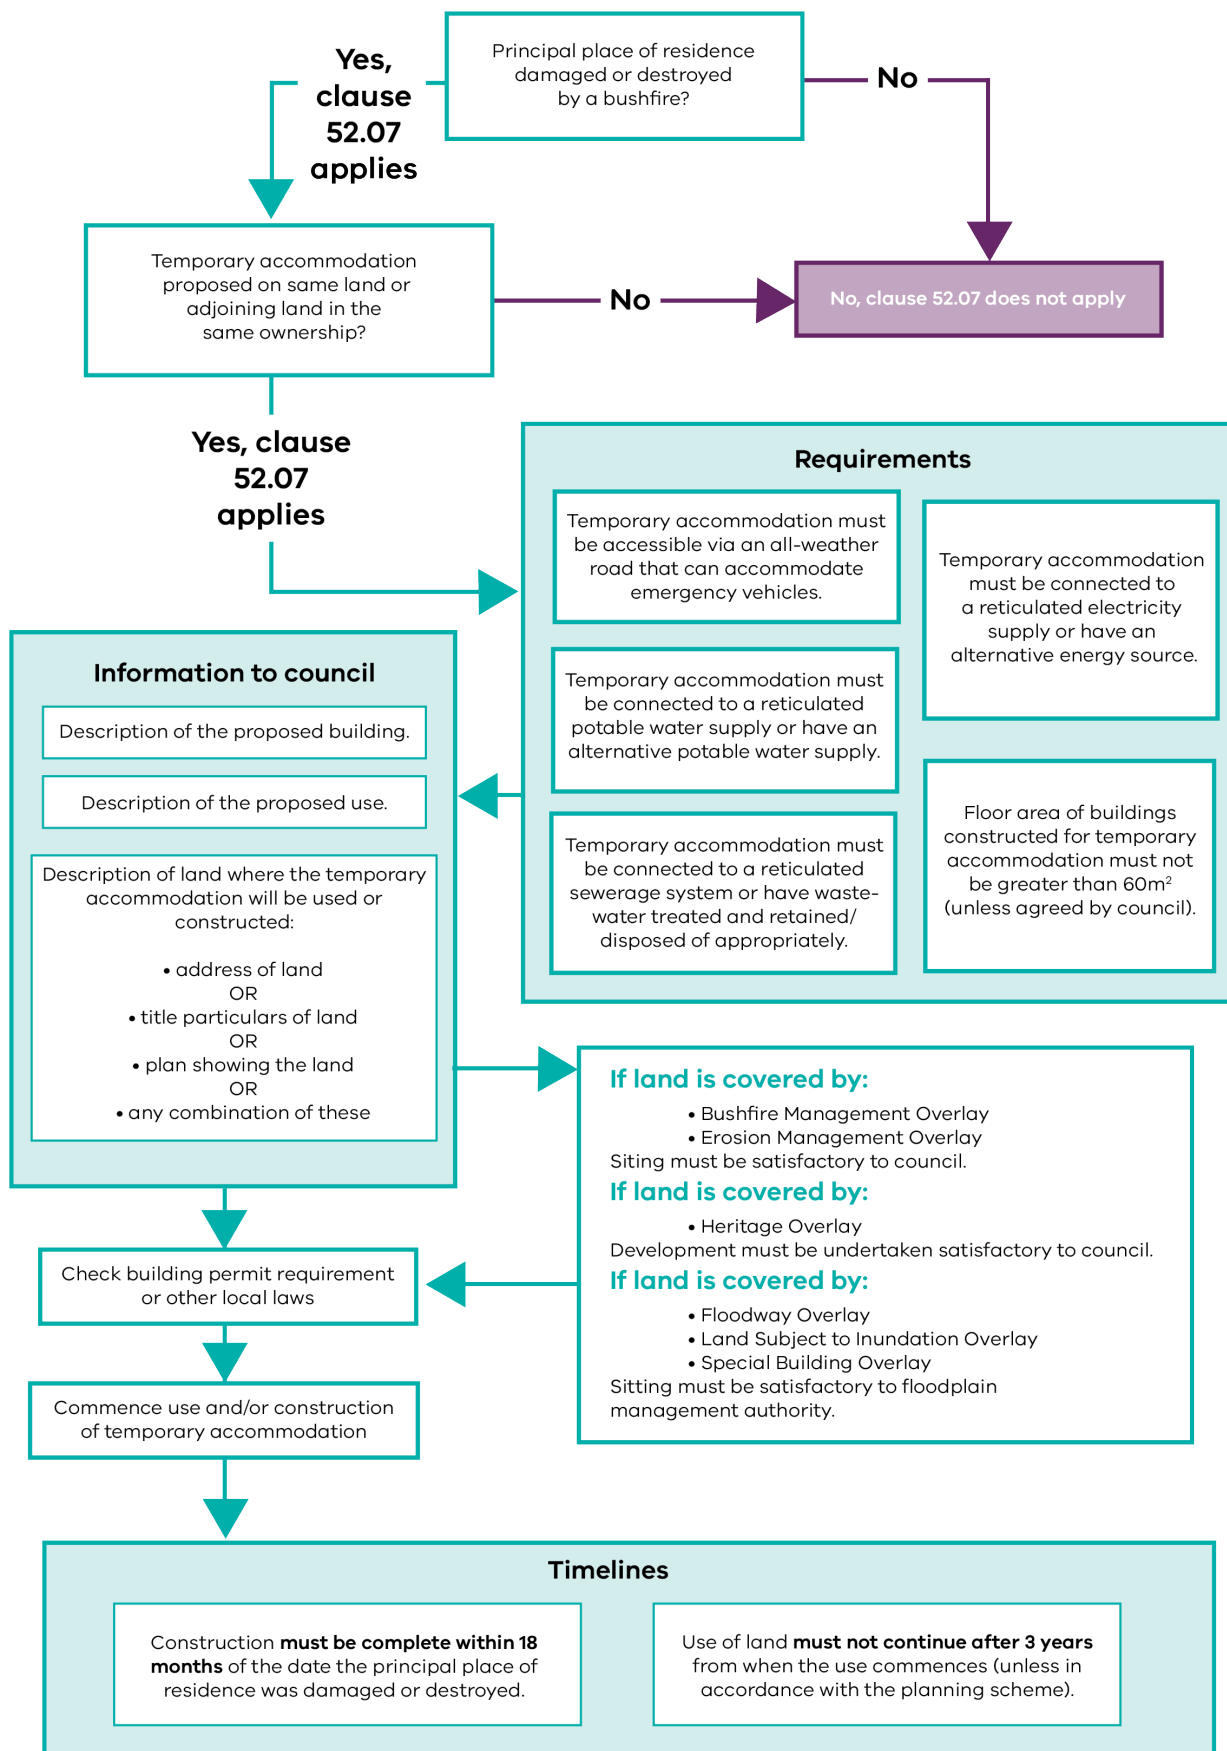 Principal place of residence
damaged or destroyed
by a bushfire?
Yes,
clause
52.07
applies
No
Temporary accommodation
proposed on same land or
adjoining land in the
same ownership?
No
No, clause 52.07 does not apply
Yes, clause
52.07
applies
Requirements
Temporary accommodation must
be accessible via an all-weather
road that can accommodate
emergency vehicles.
Temporary accommodation must
be connected to a reticulated
potable water supply or have an
alternative potable water supply.
Temporary accommodation must
be connected to a reticulated
sewerage system or have waste-
water treated and retained/
disposed of appropriately.
Temporary accommodation
must be connected to
a reticulated electricity
supply or have an
alternative energy source.
Floor area of buildings
constructed for temporary
accommodation must not
be greater than 60m²
(unless agreed by council).
Information to council
Description of the proposed building.
Description of the proposed use.
Description of land where the temporary
accommodation will be used or
constructed:
• address of land
OR
• title particulars of land
OR
• plan showing the land
OR
• any combination of these
If land is covered by:
• Bushfire Management Overlay
• Erosion Management Overlay
Siting must be satisfactory to council.
If land is covered by:
• Heritage Overlay
Development must be undertaken satisfactory to council.
If land is covered by:
• Floodway Overlay
• Land Subject to Inundation Overlay
• Special Building Overlay
Sitting must be satisfactory to floodplain
management authority.
Check building permit requirement
or other local laws
Commence use and/or construction
of temporary accommodation
Timelines
Construction must be complete within 18
months of the date the principal place of
residence was damaged or destroyed.
Use of land must not continue after 3 years
from when the use commences (unless in
accordance with the planning scheme).